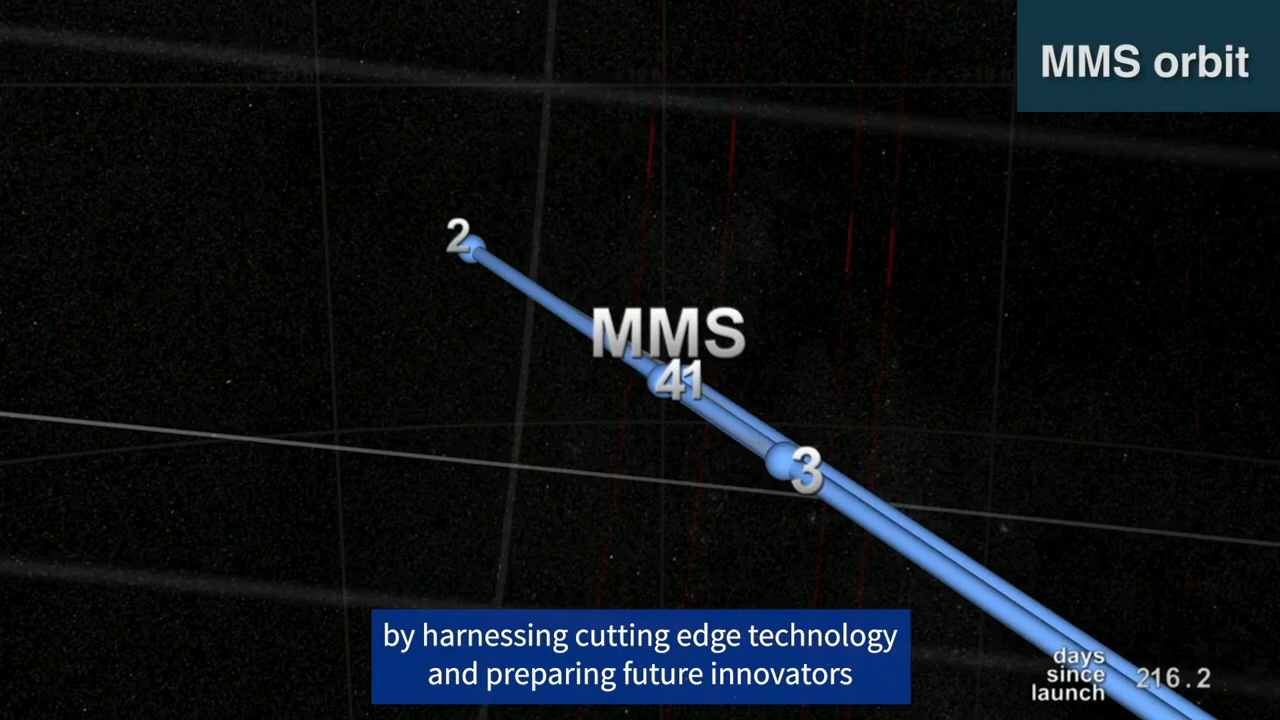 MMS orbit
2
MMS
41
3
by harnessing cutting edge technology
and preparing future innovators
days
since
launch
216.2